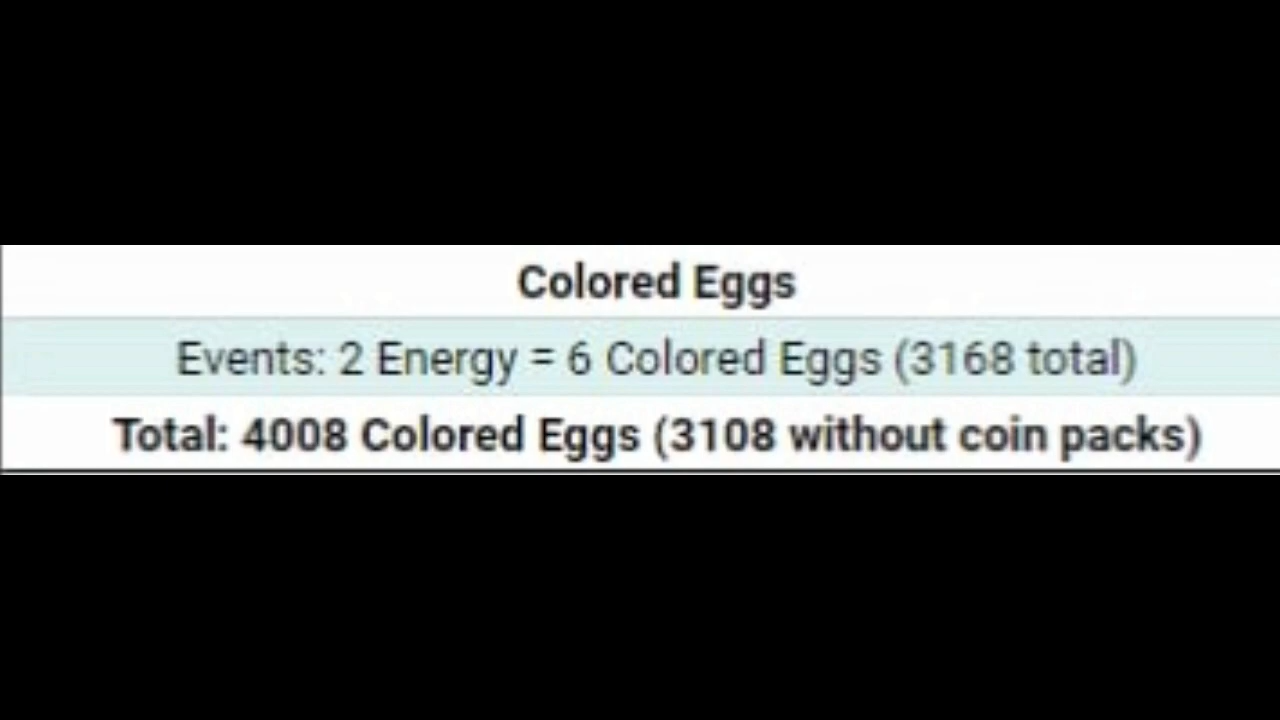 Colored Eggs
Events: 2 Energy = 6 Colored Eggs (3168 total)
Total: 4008 Colored Eggs (3108 without coin packs)